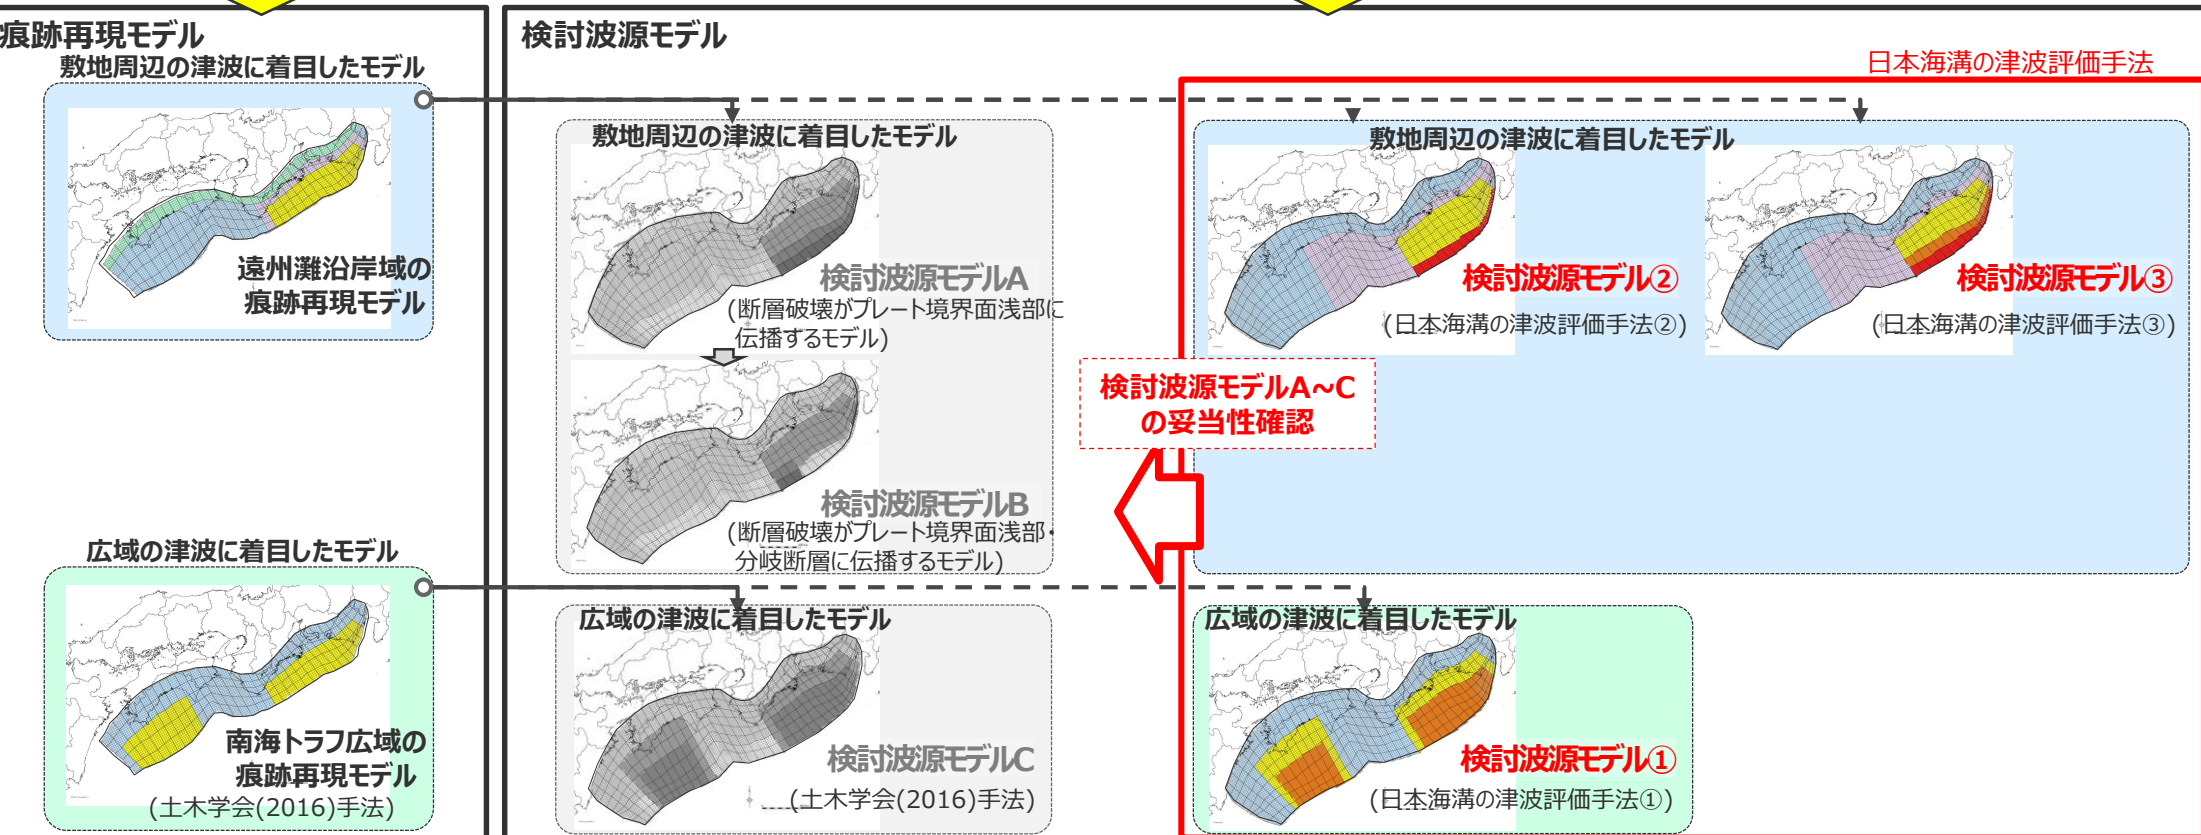 痕跡再現モデル
敷地周辺の津波に着目したモデル
遠州灘沿岸域の
痕跡再現モデル
広域の津波に着目したモデル
南海トラフ広域の
痕跡再現モデル
(土木学会(2016)手法)
検討波源モデル
敷地周辺の津波に着目したモデル
検討波源モデルA
(断層破壊がプレート境界面浅部に
伝播するモデル)
検討波源モデルB
(断層破壊がプレート境界面浅部・
分岐断層に伝播するモデル)
広域の津波に着目したモデル
検討波源モデルC
(土木学会(2016)手法)
日本海溝の津波評価手法
敷地周辺の津波に着目したモデル
検討波源モデル②
(日本海溝の津波評価手法②)
検討波源モデル③
(日本海溝の津波評価手法③)
検討波源モデルA~C
の妥当性確認
広域の津波に着目したモデル
検討波源モデル①
(日本海溝の津波評価手法①)